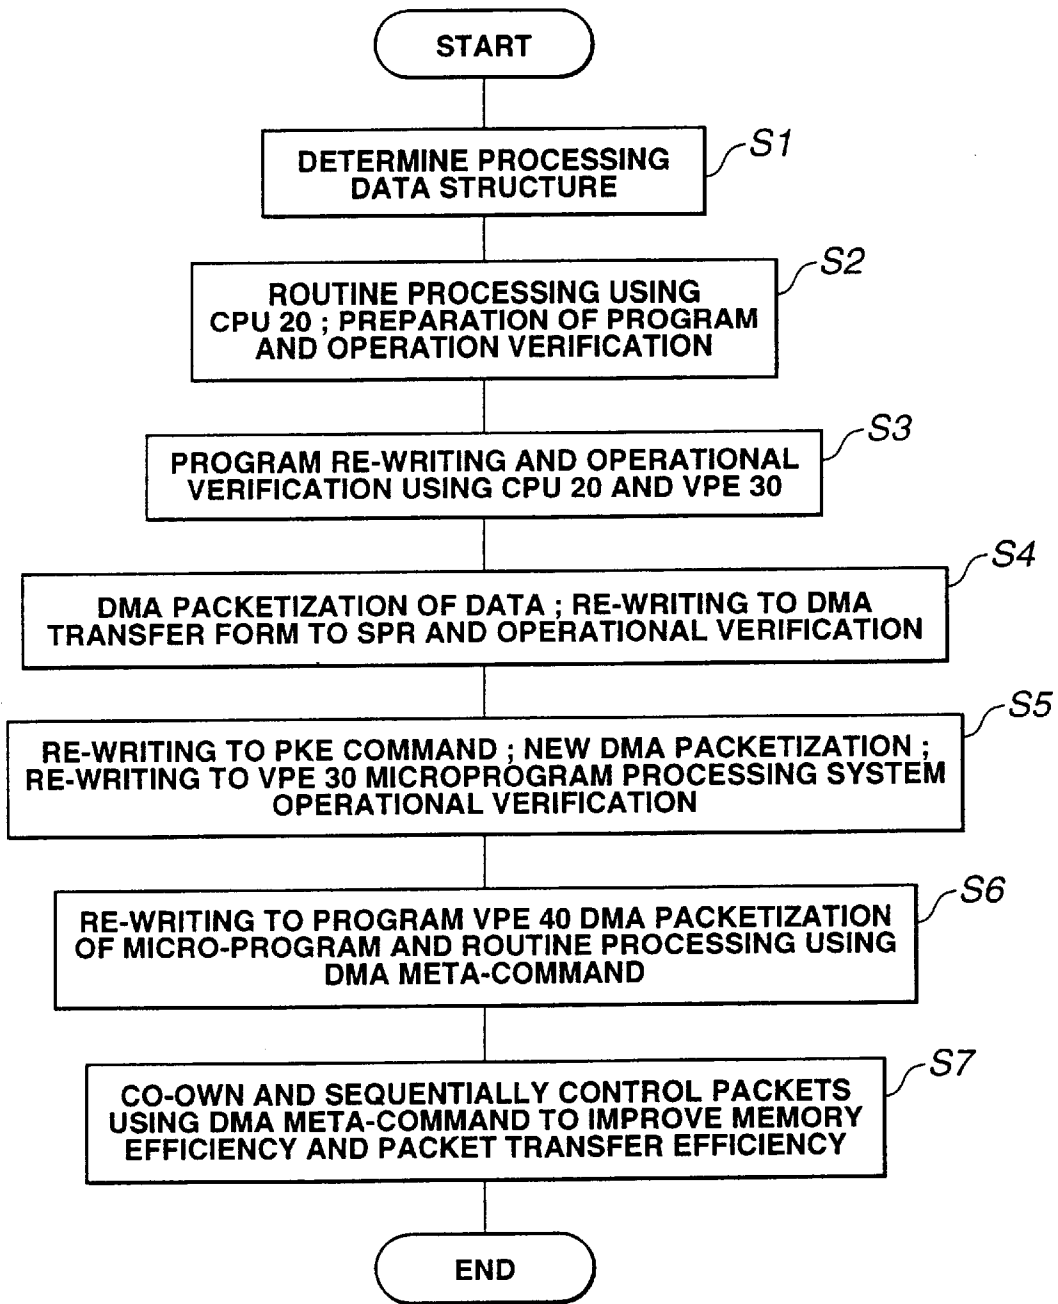 START
S1
DETERMINE PROCESSING
DATA STRUCTURE
S2
ROUTINE PROCESSING USING
CPU 20 ; PREPARATION OF PROGRAM
AND OPERATION VERIFICATION
S3
PROGRAM RE-WRITING AND OPERATIONAL
VERIFICATION USING CPU 20 AND VPE 30
S4
DMA PACKETIZATION OF DATA ; RE-WRITING TO DMA
TRANSFER FORM TO SPR AND OPERATIONAL VERIFICATION
S5
RE-WRITING TO PKE COMMAND ; NEW DMA PACKETIZATION ;
RE-WRITING TO VPE 30 MICROPROGRAM PROCESSING SYSTEM
OPERATIONAL VERIFICATION
S6
RE-WRITING TO PROGRAM VPE 40 DMA PACKETIZATION
OF MICRO-PROGRAM AND ROUTINE PROCESSING USING
DMA META-COMMAND
S7
CO-OWN AND SEQUENTIALLY CONTROL PACKETS
USING DMA META-COMMAND TO IMPROVE MEMORY
EFFICIENCY AND PACKET TRANSFER EFFICIENCY
END